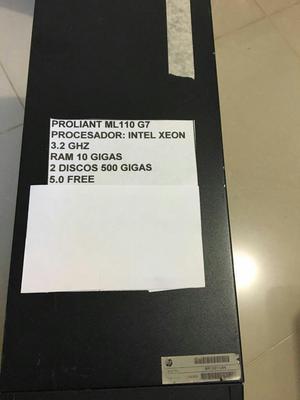 PROLIANT ML110 G7
PROCESADOR: INTEL XEON
3.2 GHZ
RAM 10 GIGAS
2 DISCOS 500 GIGAS
5.0 FREE
hp